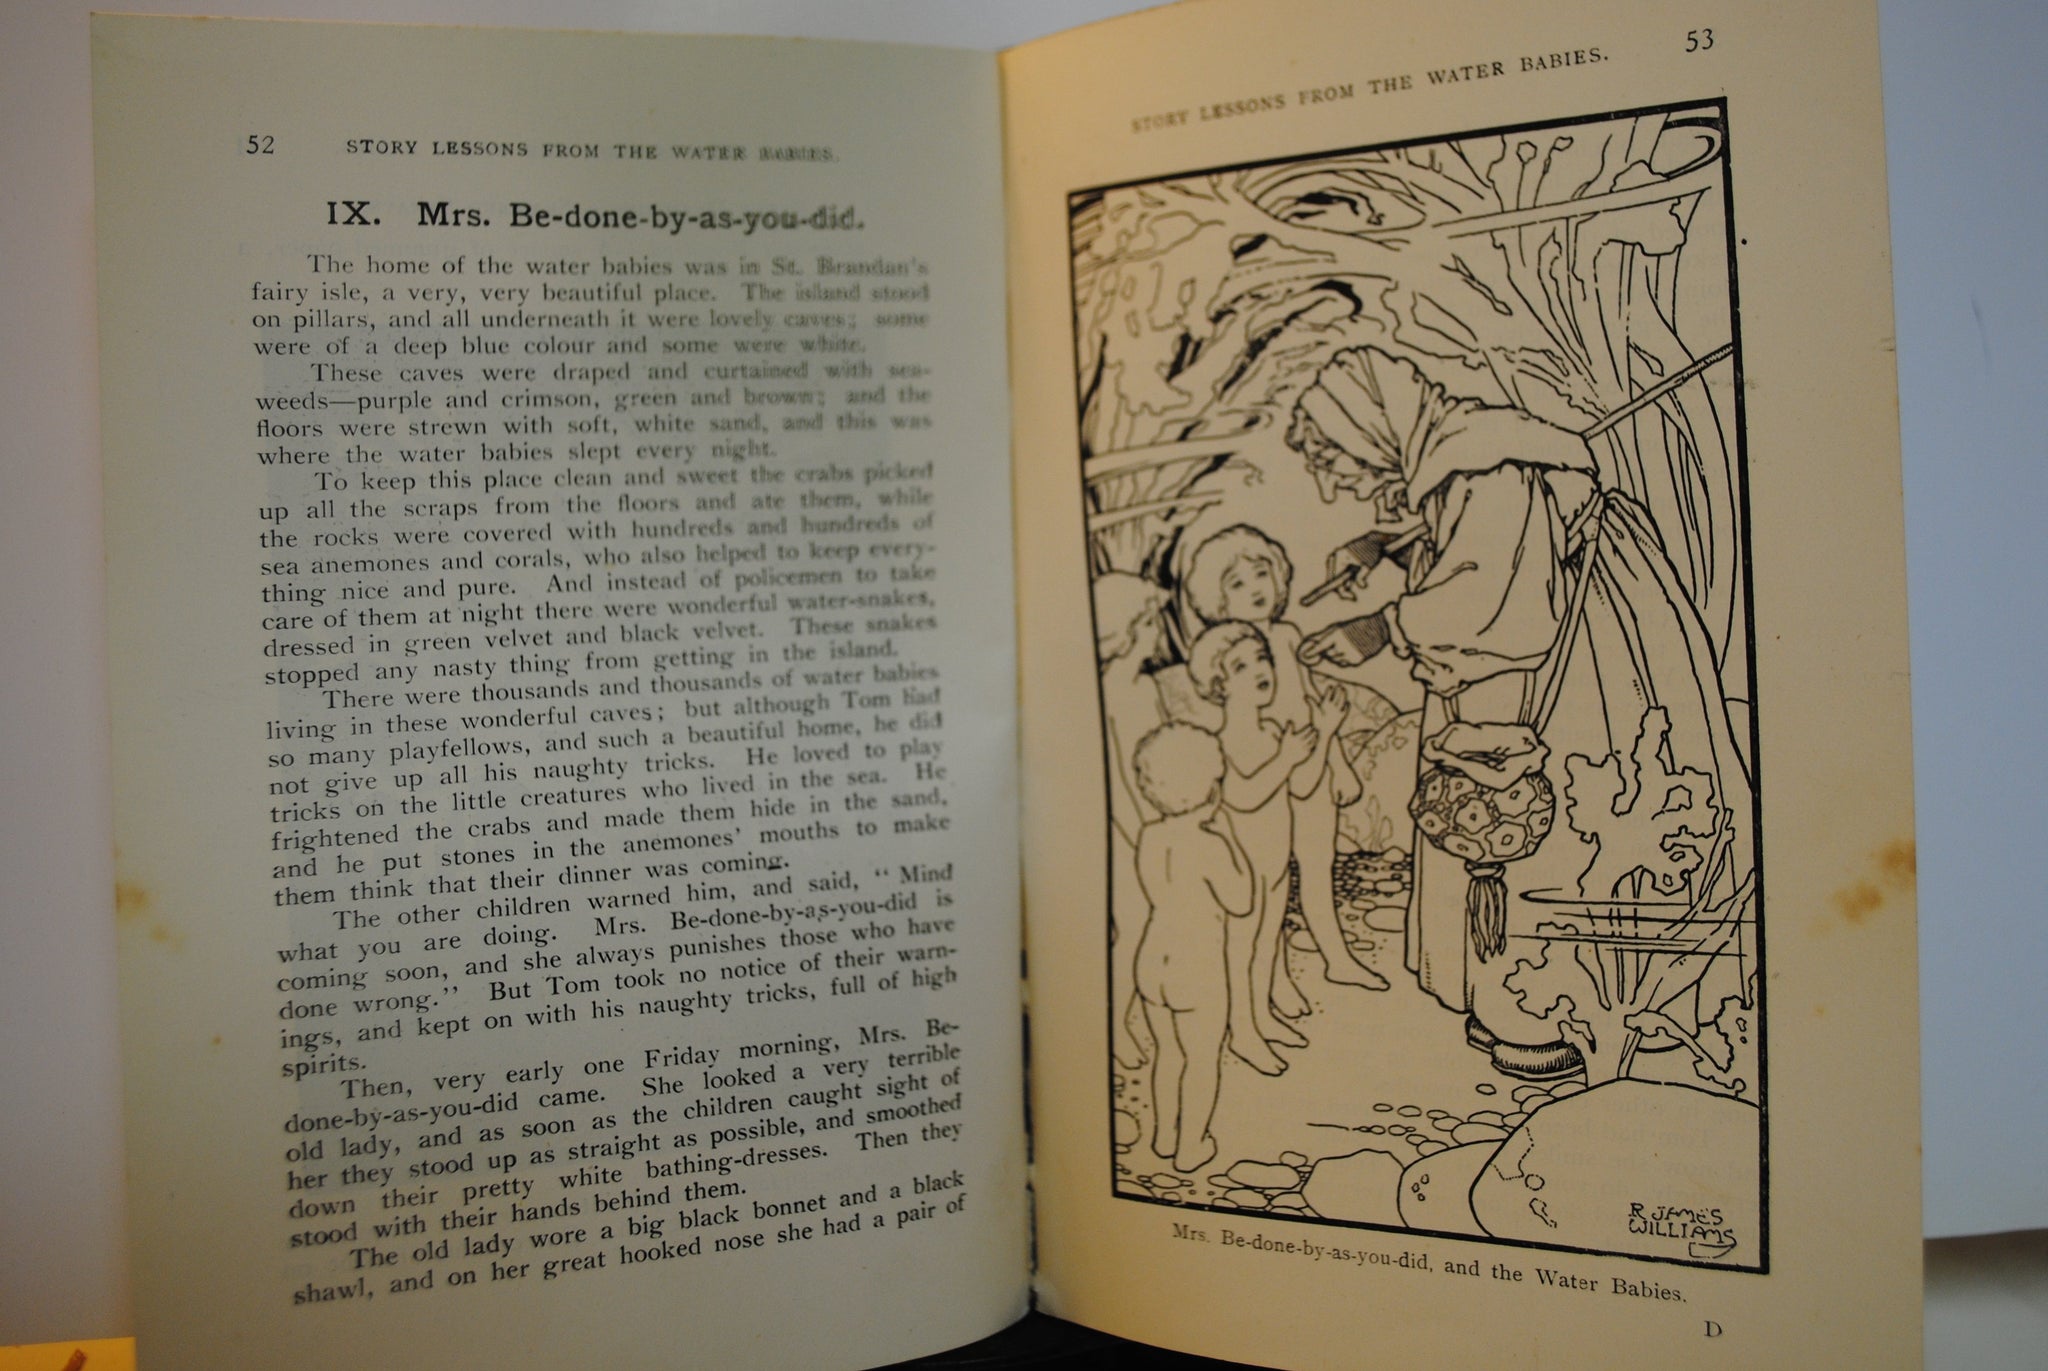 52 STORY LESSONS FROM THE WATER BABIES.
IX. Mrs. Be-done-by-as-you-did.
The home of the water babies was in St. Brandan's
fairy isle, a very, very beautiful place. The island stood
on pillars, and all underneath it were lovely caves; some
were of a deep blue colour and some were white.
These caves were draped and curtained with sea-
weeds—purple and crimson, green and brown; and the
floors were strewn with soft, white sand, and this was
where the water babies slept every night.
To keep this place clean and sweet the crabs picked
up all the scraps from the floors and ate them, while
the rocks were covered with hundreds and hundreds of
sea anemones and corals, who also helped to keep every-
thing nice and pure. And instead of policemen to take
care of them at night there were wonderful water-snakes,
dressed in green velvet and black velvet. These snakes
stopped any nasty thing from getting in the island.
There were thousands and thousands of water babies
living in these wonderful caves; but although Tom had
so many playfellows, and such a beautiful home, he did
not give up all his naughty tricks. He loved to play
tricks on the little creatures who lived in the sea. He
frightened the crabs and made them hide in the sand,
and he put stones in the anemones' mouths to make
them think that their dinner was coming.
The other children warned him, and said, "Mind
what you are doing. Mrs. Be-done-by-as-you-did is
coming soon, and she always punishes those who have
done wrong." But Tom took no notice of their warn-
ings, and kept on with his naughty tricks, full of high
spirits.
Then, very early one Friday morning, Mrs. Be-
done-by-as-you-did came. She looked a very terrible
old lady, and as soon as the children caught sight of
her they stood up as straight as possible, and smoothed
down their pretty white bathing-dresses. Then they
stood with their hands behind them.
The old lady wore a big black bonnet and a black
shawl, and on her great hooked nose she had a pair of
STORY LESSONS FROM THE WATER BABIES. 53
R JAMES
WILLIAMS
Mrs. Be-done-by-as-you-did, and the Water Babies.
D